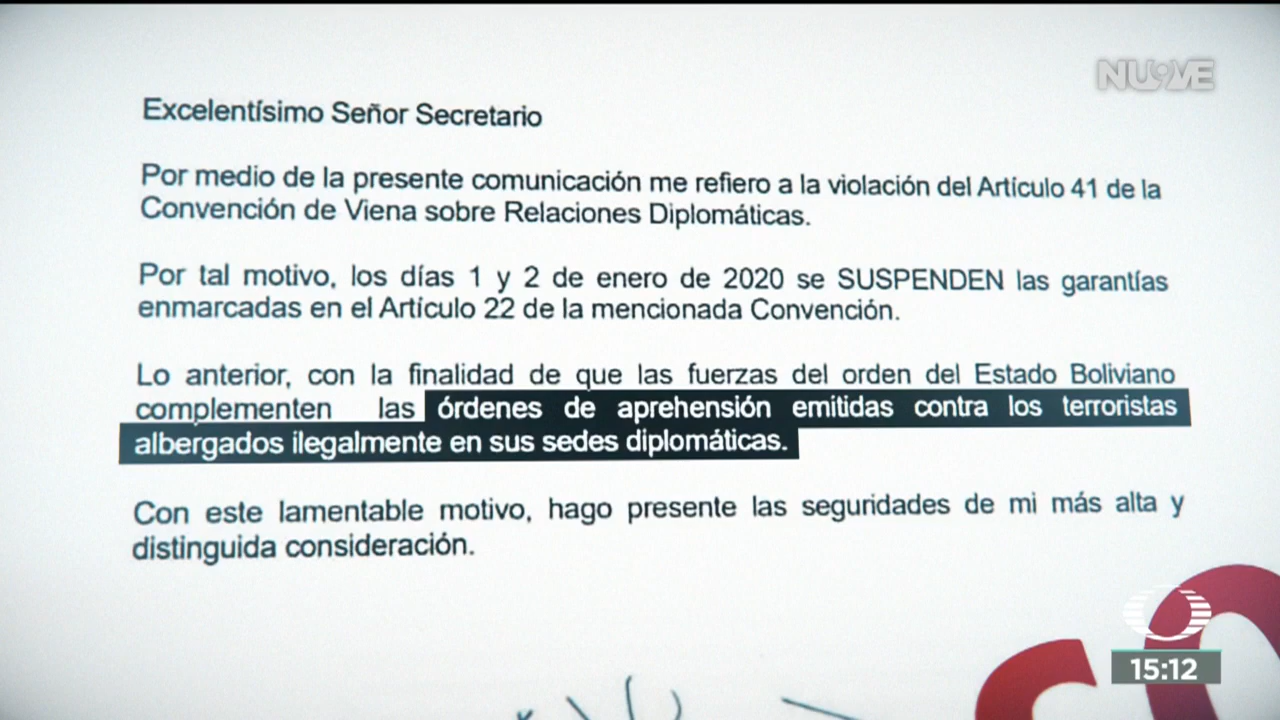 NU9VE
Excelentísimo Señor Secretario
Por medio de la presente comunicación me refiero a la violación del Artículo 41 de la
Convención de Viena sobre Relaciones Diplomáticas.
Por tal motivo, los días 1 y 2 de enero de 2020 se SUSPENDEN las garantías
enmarcadas en el Artículo 22 de la mencionada Convención.
Lo anterior, con la finalidad de que las fuerzas del orden del Estado Boliviano
complementen las órdenes de aprehensión emitidas contra los terroristas
albergados ilegalmente en sus sedes diplomáticas.
Con este lamentable motivo, hago presente las seguridades de mi más alta y
distinguida consideración.
15:12